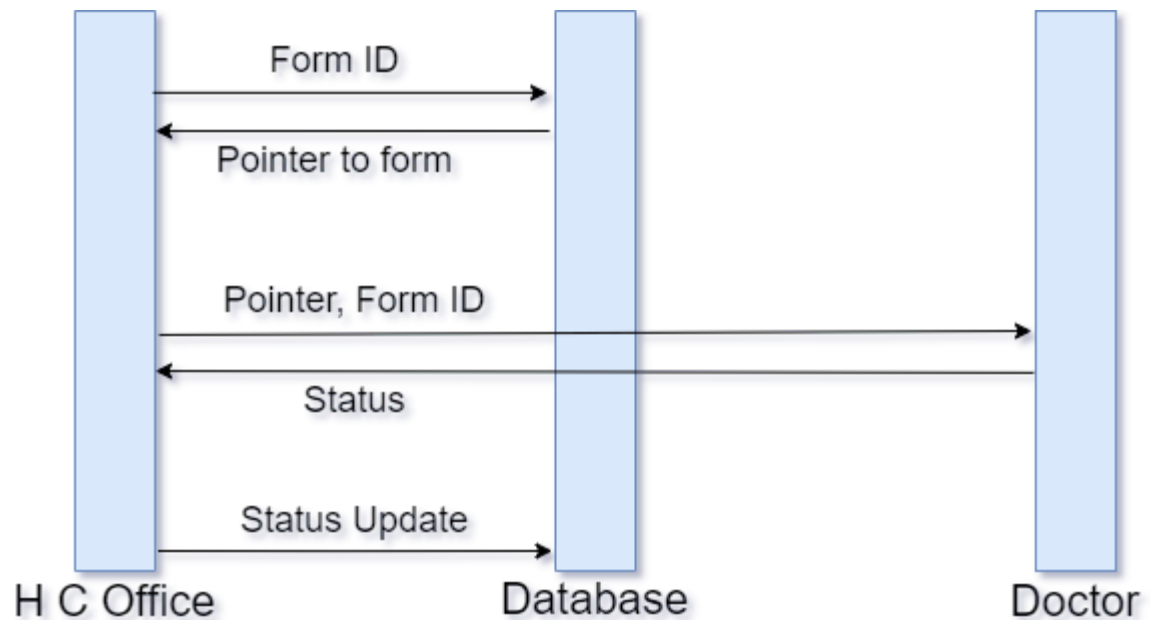 Form ID
Pointer to form
Pointer, Form ID
Status
Status Update
H C Office
Database
Doctor